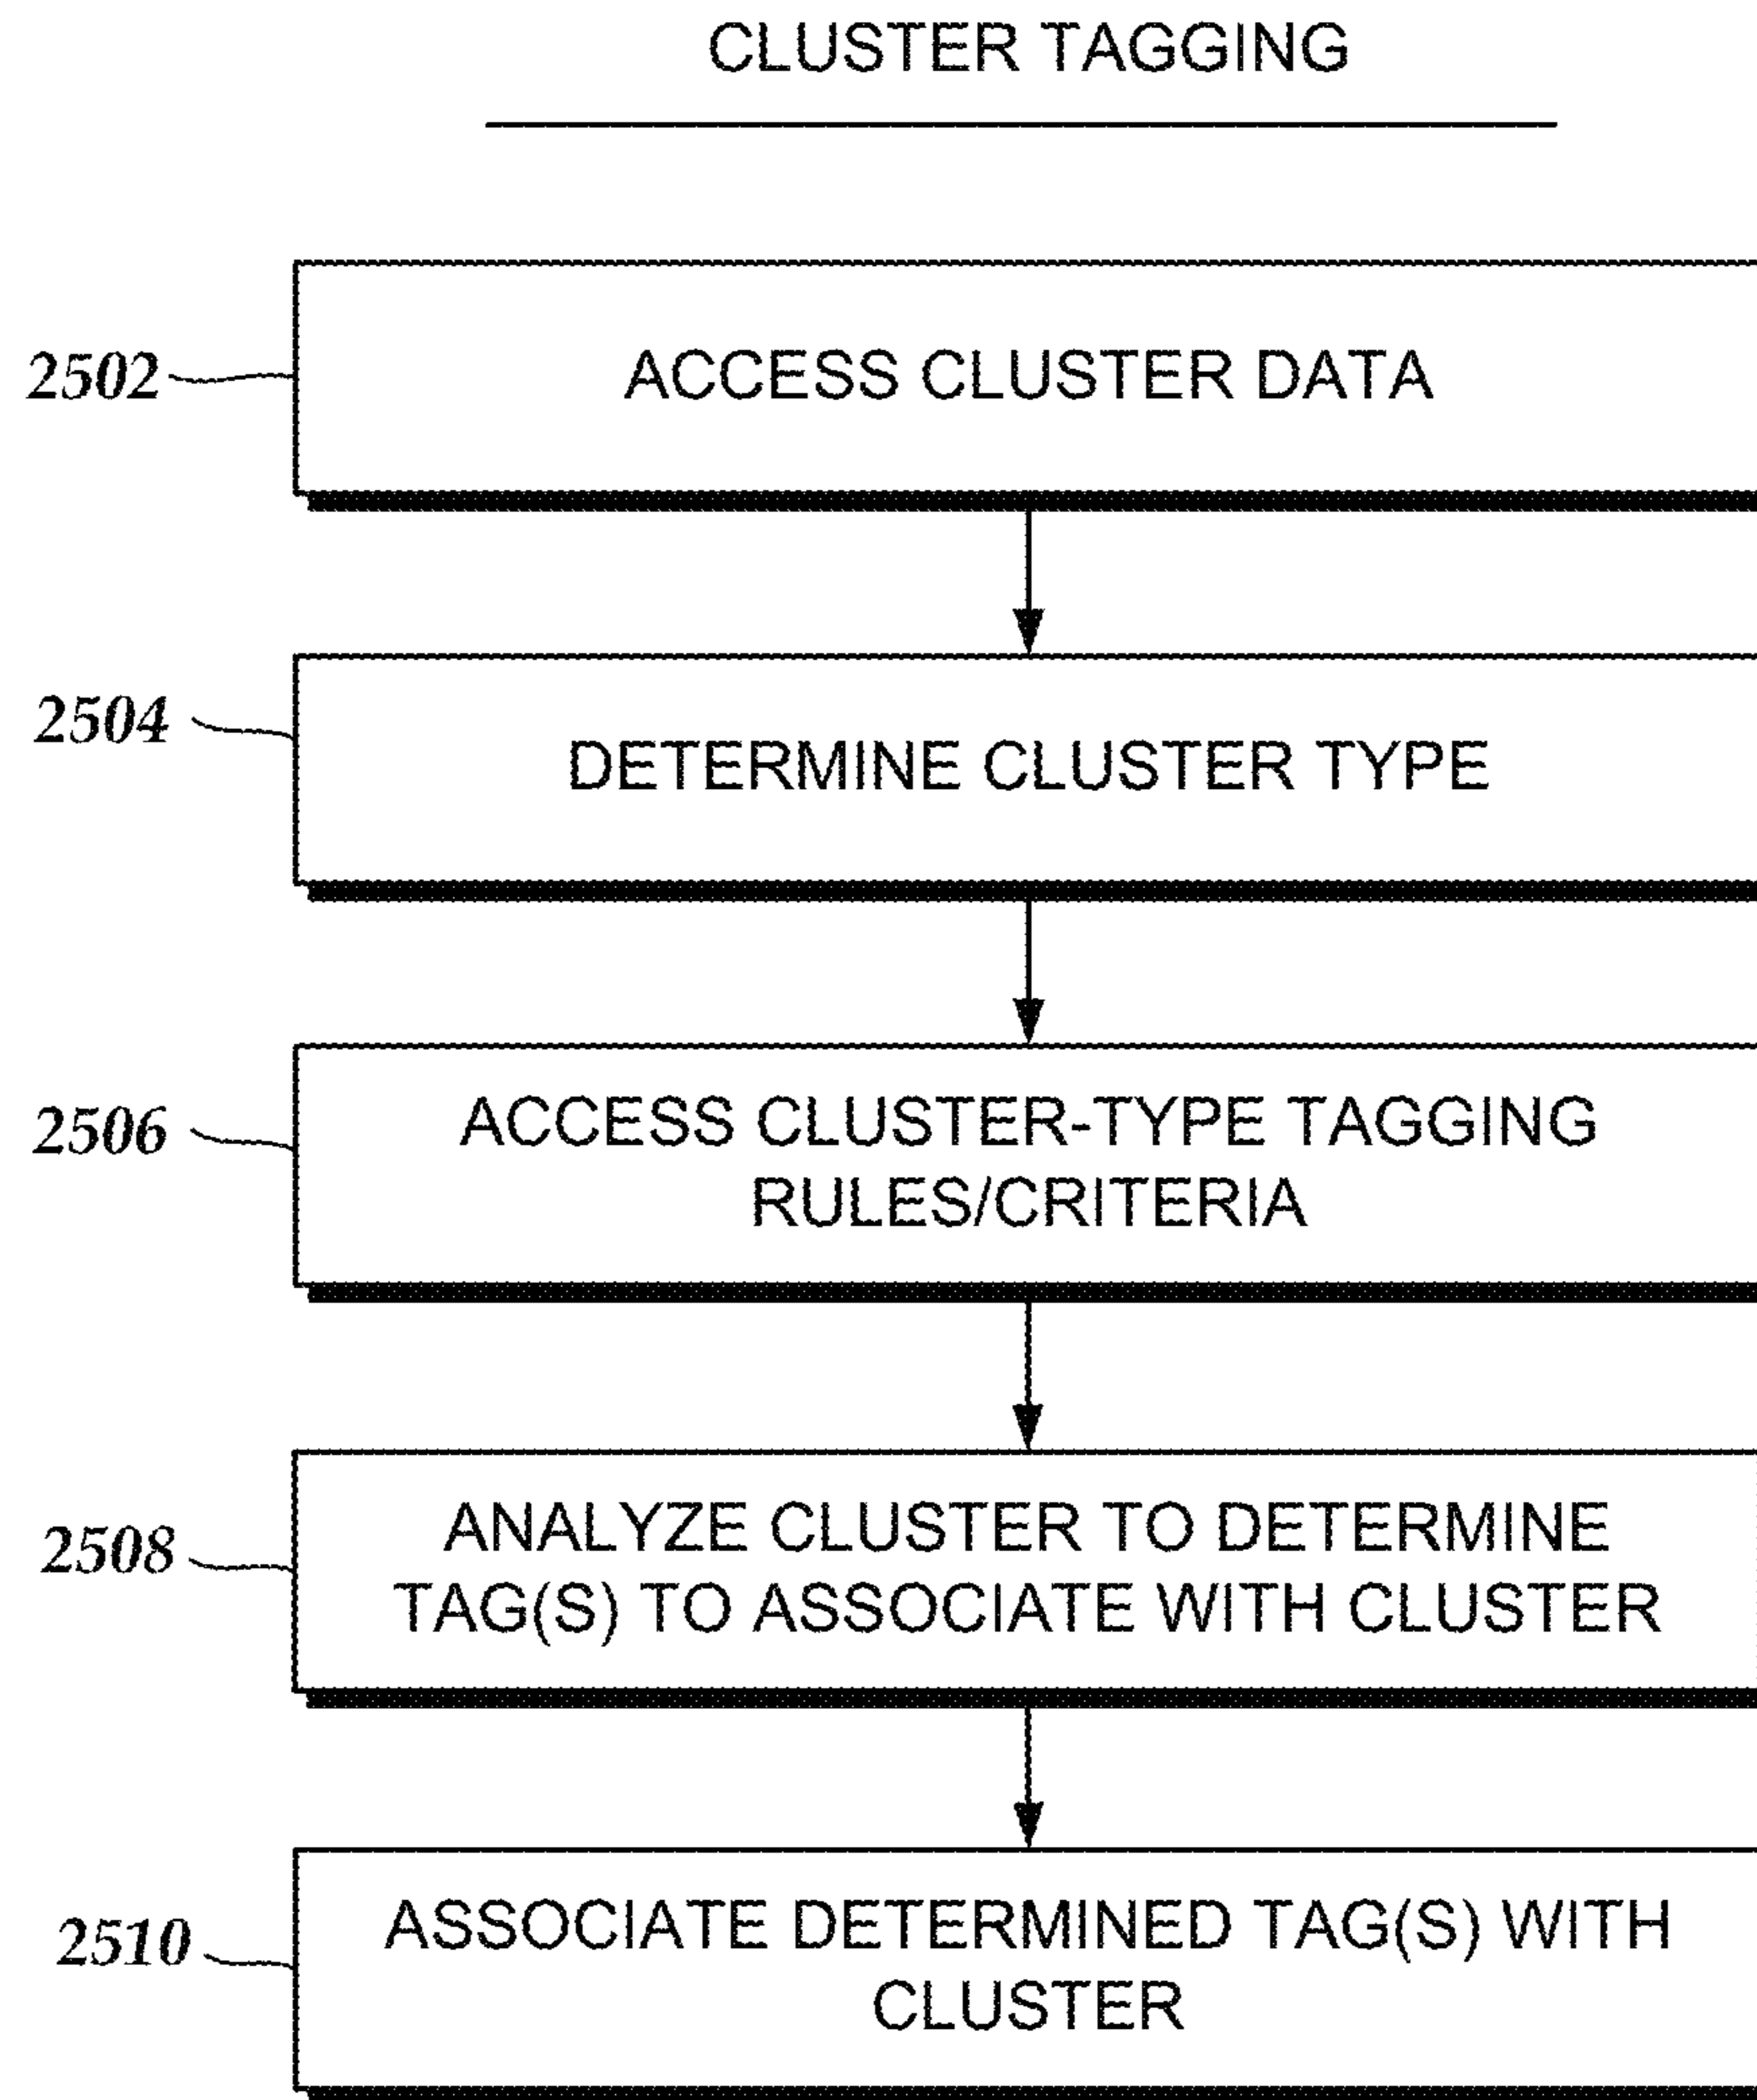 CLUSTER TAGGING
2502
ACCESS CLUSTER DATA
2504
DETERMINE CLUSTER TYPE
2506
ACCESS CLUSTER-TYPE TAGGING
RULES/CRITERIA
2508
ANALYZE CLUSTER TO DETERMINE
TAG(S) TO ASSOCIATE WITH CLUSTER
2510
ASSOCIATE DETERMINED TAG(S) WITH
CLUSTER